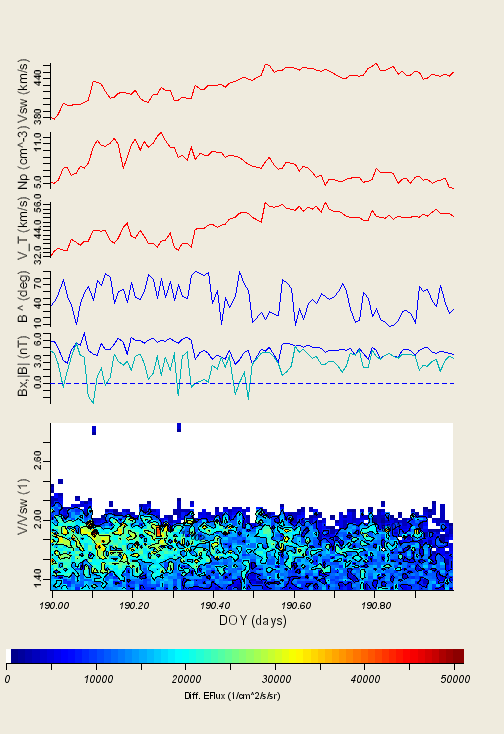 Vsw (km/s)
440
380
Np (cm^-3)
11.0
5.0
V_T (km/s)
56.0
44.0
32.0
B ^ (deg)
70
40
10
Bx,|B| (nT)
6.0
3.0
0.0
V/Vsw (1)
2.60
2.00
1.40
190.00 190.20 190.40 190.60 190.80
DOY (days)
0 10000 20000 30000 40000 50000
Diff. EFlux (1/cm^2/s/sr)